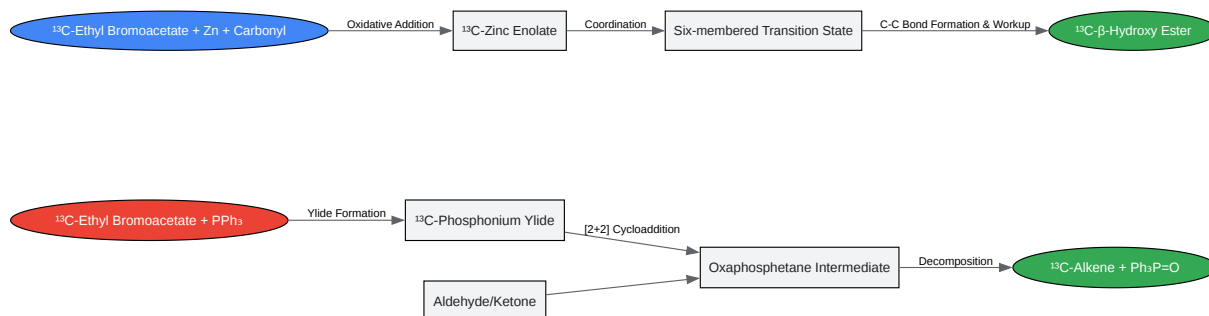 ¹³C-Ethyl Bromoacetate + Zn + Carbonyl
Oxidative Addition
¹³C-Zinc Enolate
Coordination
Six-membered Transition State
C-C Bond Formation & Workup
¹³C-β-Hydroxy Ester
¹³C-Ethyl Bromoacetate + PPh₃
Ylide Formation
¹³C-Phosphonium Ylide
[2+2] Cycloaddition
Aldehyde/Ketone
Oxaphosphetane Intermediate
Decomposition
¹³C-Alkene + Ph₃P=O